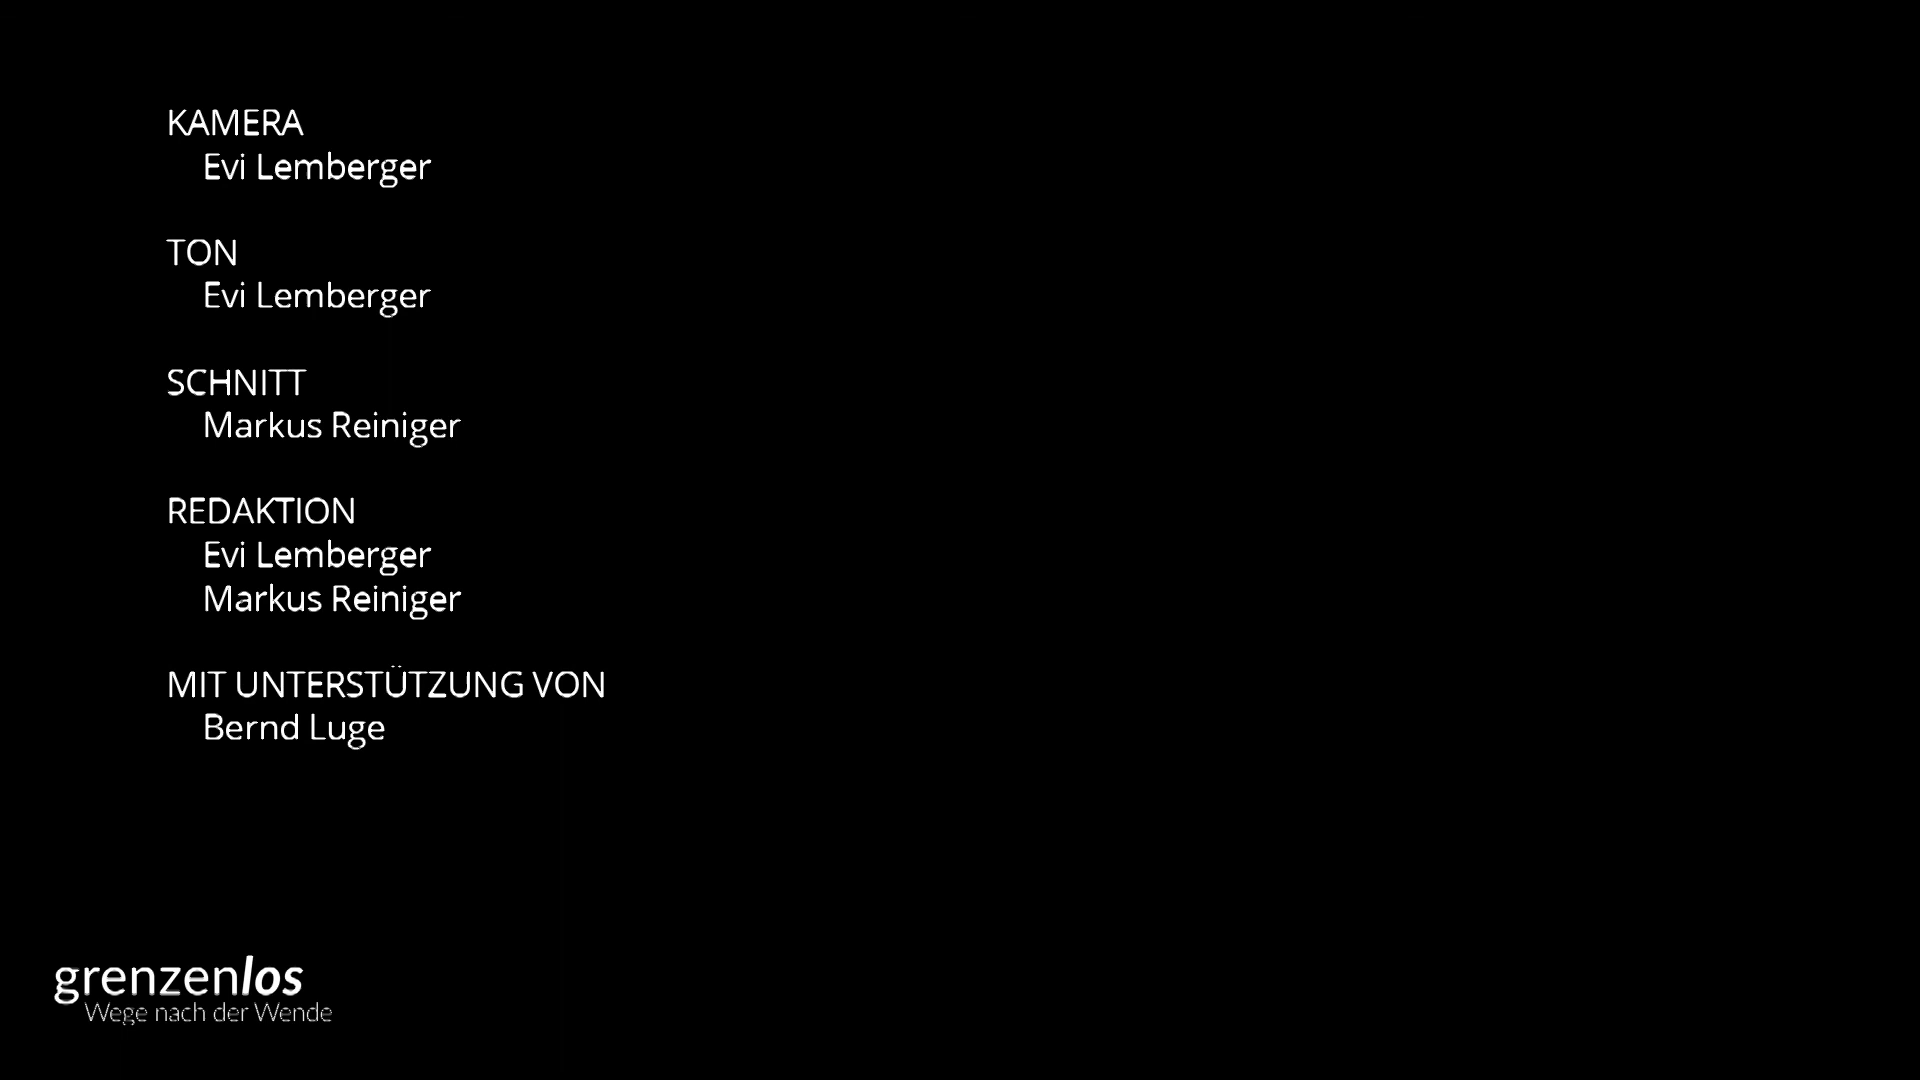 KAMERA
Evi Lemberger
TON
Evi Lemberger
SCHNITT
Markus Reiniger
REDAKTION
Evi Lemberger
Markus Reiniger
MIT UNTERSTÜTZUNG VON
Bernd Luge
grenzenlos
Wege nach der Wende